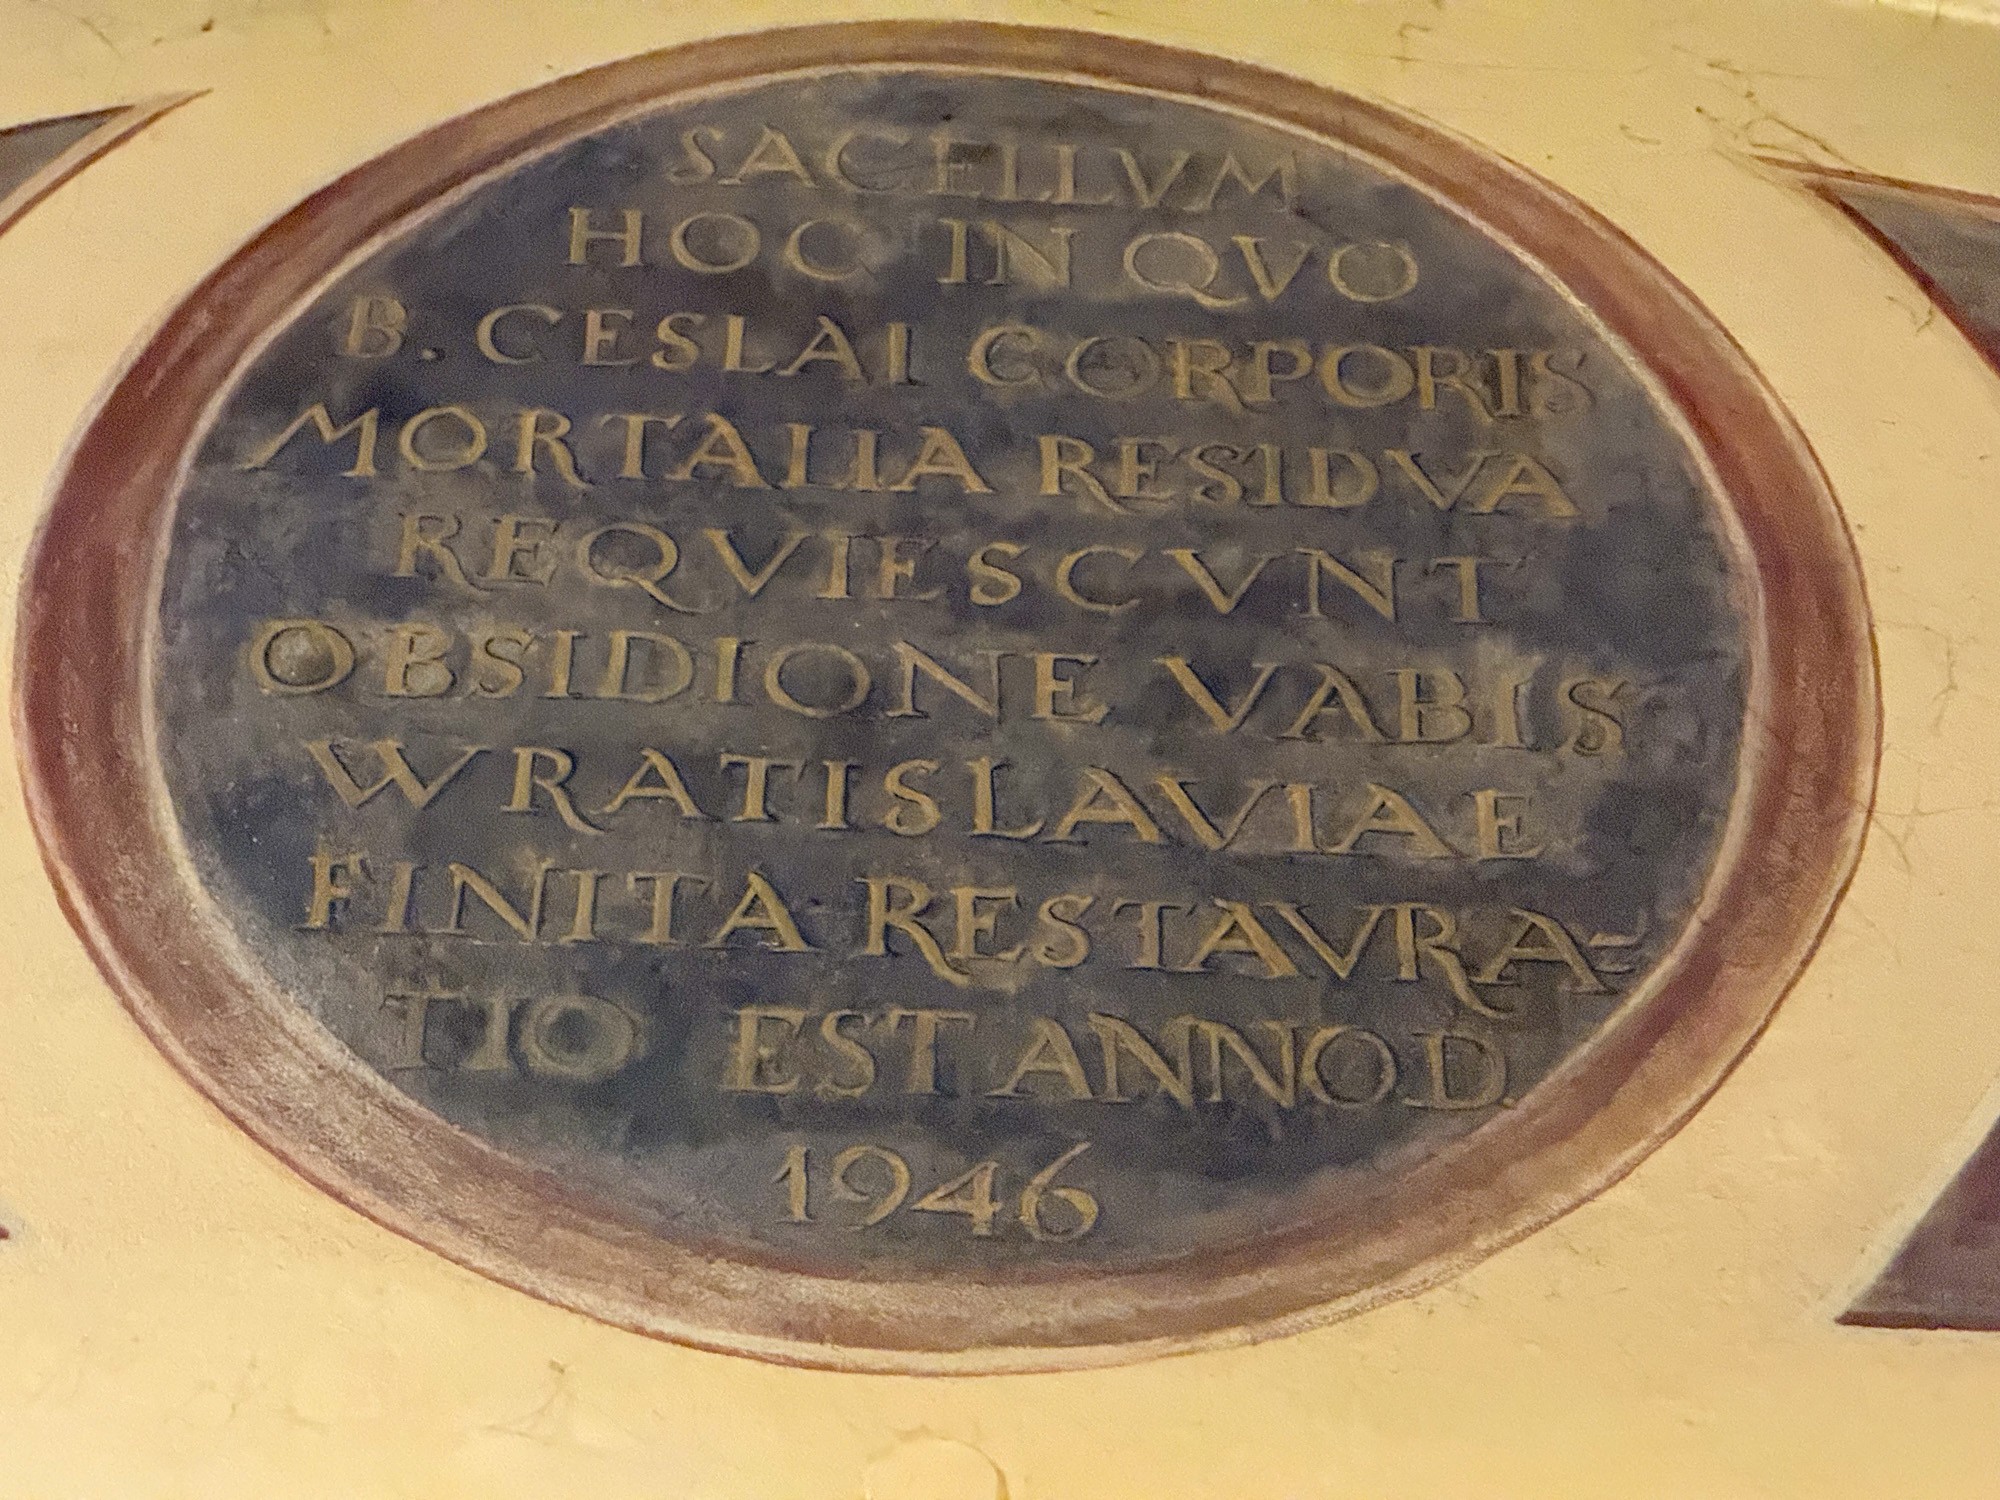 SACELLVM
HOC IN QVO
B. CESLAI CORPORIS
MORTALIA RESIDVA
REQVIESCVNT
OBSIDIONE VABIS
WRATISLAVIAE
FINITA RESTAVRA=
TIO EST ANNO D.
1946